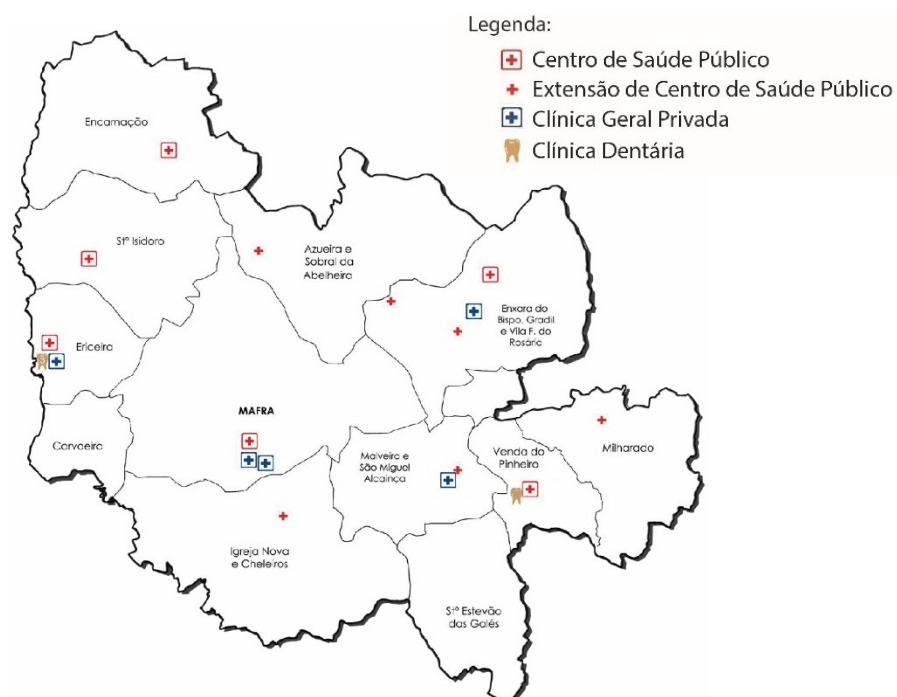 Legenda:
Centro de Saúde Público
Extensão de Centro de Saúde Público
Clínica Geral Privada
Clínica Dentária
Encarnação
Stº Isidoro
Azueira e
Sobral da
Abelheira
Enxara do
Bispo, Gradil
e Vila F. do
Rosário
Ericeira
MAFRA
Carvoeira
Malveira e
São Miguel
Alcainça
Venda do
Pinheiro
Milharado
Igreja Nova
e Cheleiros
Stº Estevão
das Galés